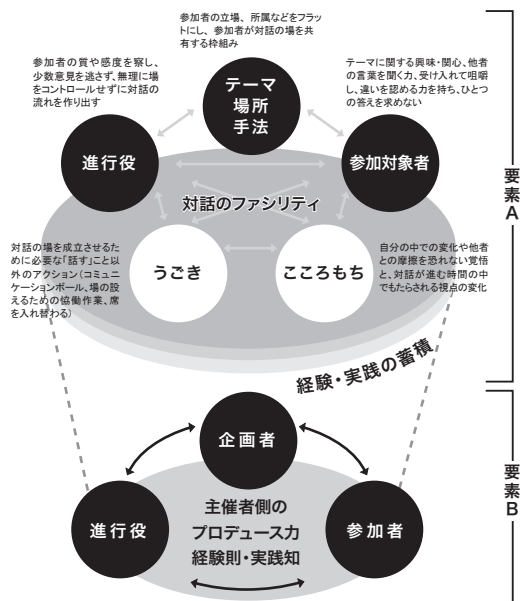 参加者の立場、所属などをフラッ
トにし、参加者が対話の場を共
有する枠組み
参加者の質や感度を察し、
少数意見を逃さず、無理に場
をコントロールせずに対話の
流れを作り出す
テーマに関する興味・関心、他者
の言葉を聞く力、受け入れて咀嚼
し、違いを認める力を持ち、ひとつ
の答えを求めない
テーマ
場所
手法
進行役
参加対象者
対話のファシリティ
対話の場を成立させるため
に必要な「話す」こと以
外のアクション(コミュニ
ケーションボール、場の設
えるための協働作業、席
を入れ替わる)
うごき
こころもち
自分の中での変化や他者
との摩擦を恐れない覚悟
と、対話が進む時間の中
でもたらされる視点の変化
要素A
経験・実践の蓄積
企画者
進行役
主催者側の
プロデュース力
経験則・実践知
参加者
要素B